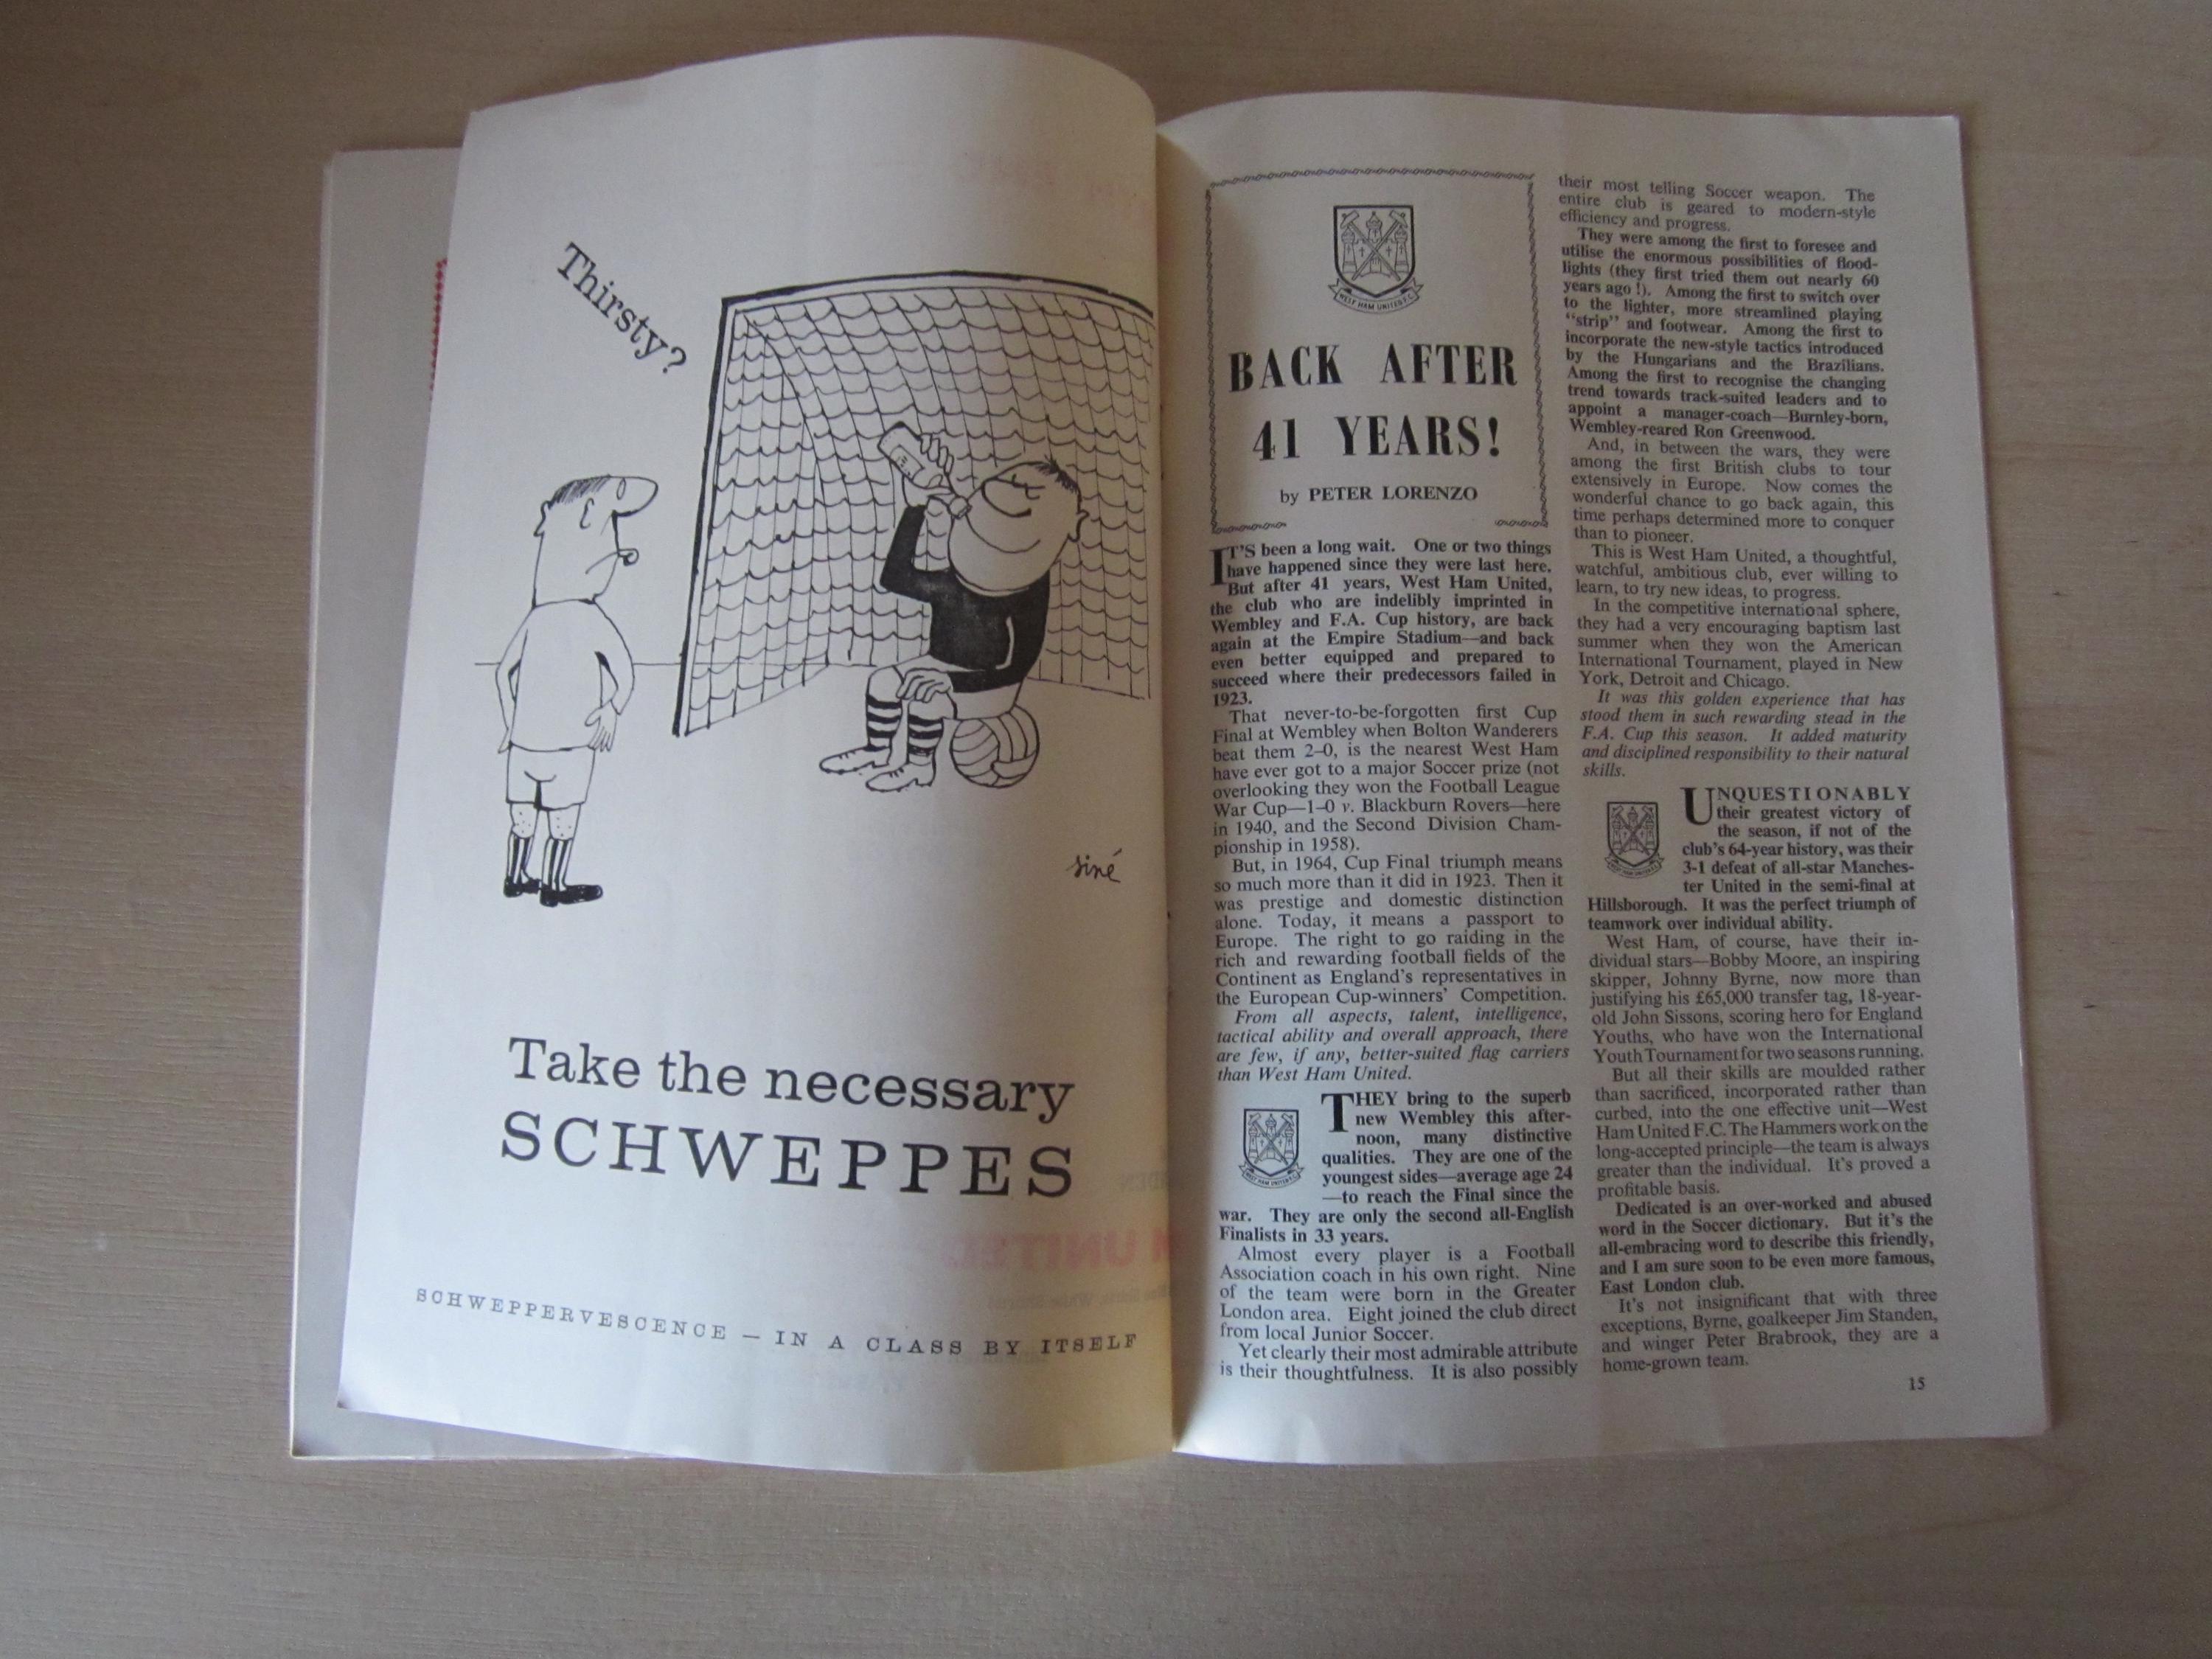 Thirsty?
siné
Take the necessary
SCHWEPPES
SCHWEPPERVESCENCE — IN A CLASS BY ITSELF
WEST HAM UNITED F.C.
BACK AFTER
41 YEARS!
by PETER LORENZO
IT'S been a long wait. One or two things
have happened since they were last here.
But after 41 years, West Ham United,
the club who are indelibly imprinted in
Wembley and F.A. Cup history, are back
again at the Empire Stadium—and back
even better equipped and prepared to
succeed where their predecessors failed in
1923.
That never-to-be-forgotten first Cup
Final at Wembley when Bolton Wanderers
beat them 2–0, is the nearest West Ham
have ever got to a major Soccer prize (not
overlooking they won the Football League
War Cup—1–0 v. Blackburn Rovers—here
in 1940, and the Second Division Cham-
pionship in 1958).
But, in 1964, Cup Final triumph means
so much more than it did in 1923. Then it
was prestige and domestic distinction
alone. Today, it means a passport to
Europe. The right to go raiding in the
rich and rewarding football fields of the
Continent as England's representatives in
the European Cup-winners' Competition.
From all aspects, talent, intelligence,
tactical ability and overall approach, there
are few, if any, better-suited flag carriers
than West Ham United.
WEST HAM UNITED F.C.
THEY bring to the superb
new Wembley this after-
noon, many distinctive
qualities. They are one of the
youngest sides—average age 24
—to reach the Final since the
war. They are only the second all-English
Finalists in 33 years.
Almost every player is a Football
Association coach in his own right. Nine
of the team were born in the Greater
London area. Eight joined the club direct
from local Junior Soccer.
Yet clearly their most admirable attribute
is their thoughtfulness. It is also possibly
their most telling Soccer weapon. The
entire club is geared to modern-style
efficiency and progress.
They were among the first to foresee and
utilise the enormous possibilities of flood-
lights (they first tried them out nearly 60
years ago !). Among the first to switch over
to the lighter, more streamlined playing
"strip" and footwear. Among the first to
incorporate the new-style tactics introduced
by the Hungarians and the Brazilians.
Among the first to recognise the changing
trend towards track-suited leaders and to
appoint a manager-coach—Burnley-born,
Wembley-reared Ron Greenwood.
And, in between the wars, they were
among the first British clubs to tour
extensively in Europe. Now comes the
wonderful chance to go back again, this
time perhaps determined more to conquer
than to pioneer.
This is West Ham United, a thoughtful,
watchful, ambitious club, ever willing to
learn, to try new ideas, to progress.
In the competitive international sphere,
they had a very encouraging baptism last
summer when they won the American
International Tournament, played in New
York, Detroit and Chicago.
It was this golden experience that has
stood them in such rewarding stead in the
F.A. Cup this season. It added maturity
and disciplined responsibility to their natural
skills.
UNQUESTIONABLY
their greatest victory of
the season, if not of the
club's 64-year history, was their
3-1 defeat of all-star Manches-
ter United in the semi-final at
Hillsborough. It was the perfect triumph of
teamwork over individual ability.
West Ham, of course, have their in-
dividual stars—Bobby Moore, an inspiring
skipper, Johnny Byrne, now more than
justifying his £65,000 transfer tag, 18-year-
old John Sissons, scoring hero for England
Youths, who have won the International
Youth Tournament for two seasons running.
But all their skills are moulded rather
than sacrificed, incorporated rather than
curbed, into the one effective unit—West
Ham United F.C. The Hammers work on the
long-accepted principle—the team is always
greater than the individual. It's proved a
profitable basis.
Dedicated is an over-worked and abused
word in the Soccer dictionary. But it's the
all-embracing word to describe this friendly,
and I am sure soon to be even more famous,
East London club.
It's not insignificant that with three
exceptions, Byrne, goalkeeper Jim Standen,
and winger Peter Brabrook, they are a
home-grown team.
15